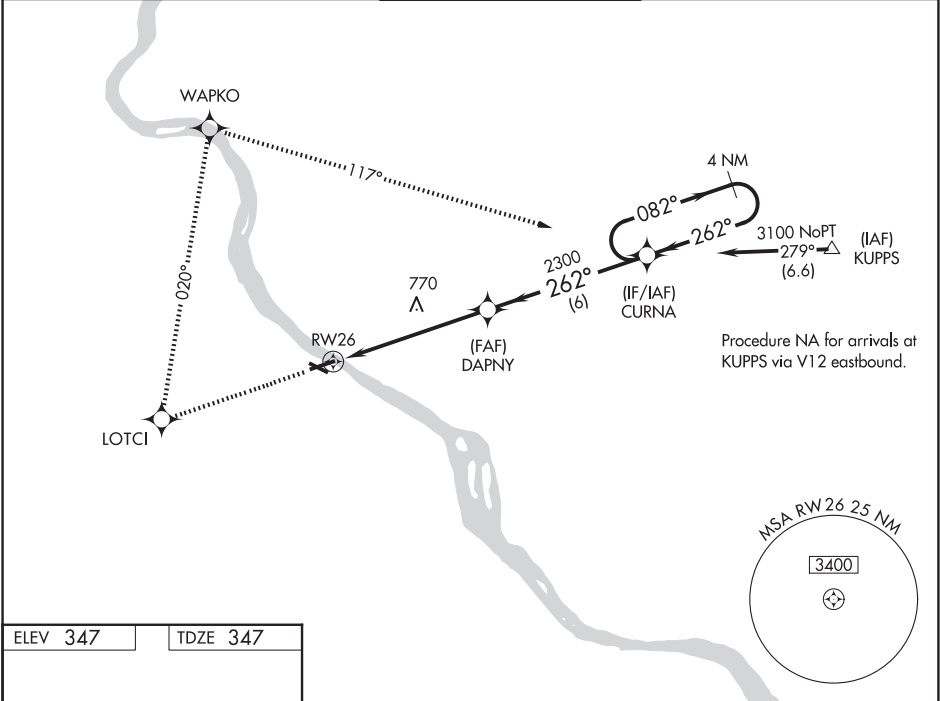 WAPKO
117°
4 NM
082°
262°
3100 NoPT
279°
(6.6)
(IAF)
KUPPS
020°
770
2300
262°
(6)
(IF/IAF)
CURNA
RW26
(FAF)
DAPNY
Procedure NA for arrivals at
KUPPS via V12 eastbound.
LOTCI
MSA RW26 25 NM
3400
ELEV 347
TDZE 347